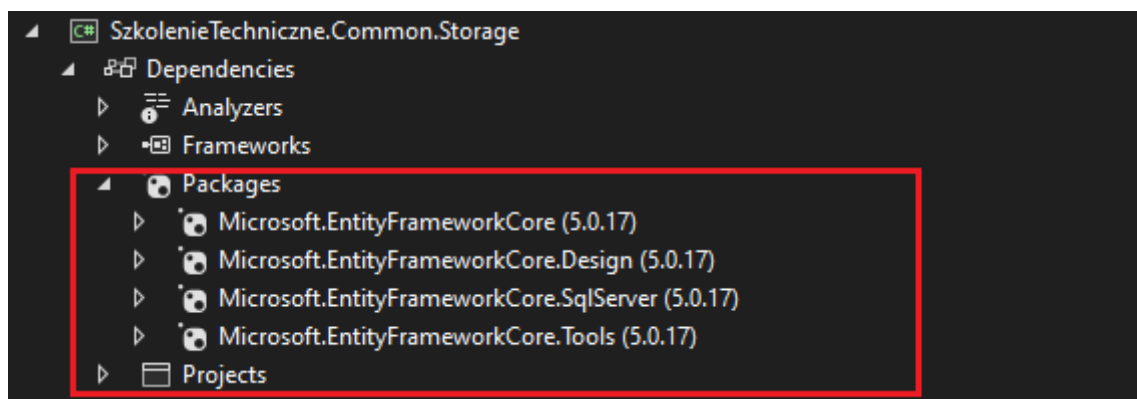 C# SzkolenieTechniczne.Common.Storage
Dependencies
Analyzers
Frameworks
Packages
Microsoft.EntityFrameworkCore (5.0.17)
Microsoft.EntityFrameworkCore.Design (5.0.17)
Microsoft.EntityFrameworkCore.SqlServer (5.0.17)
Microsoft.EntityFrameworkCore.Tools (5.0.17)
Projects